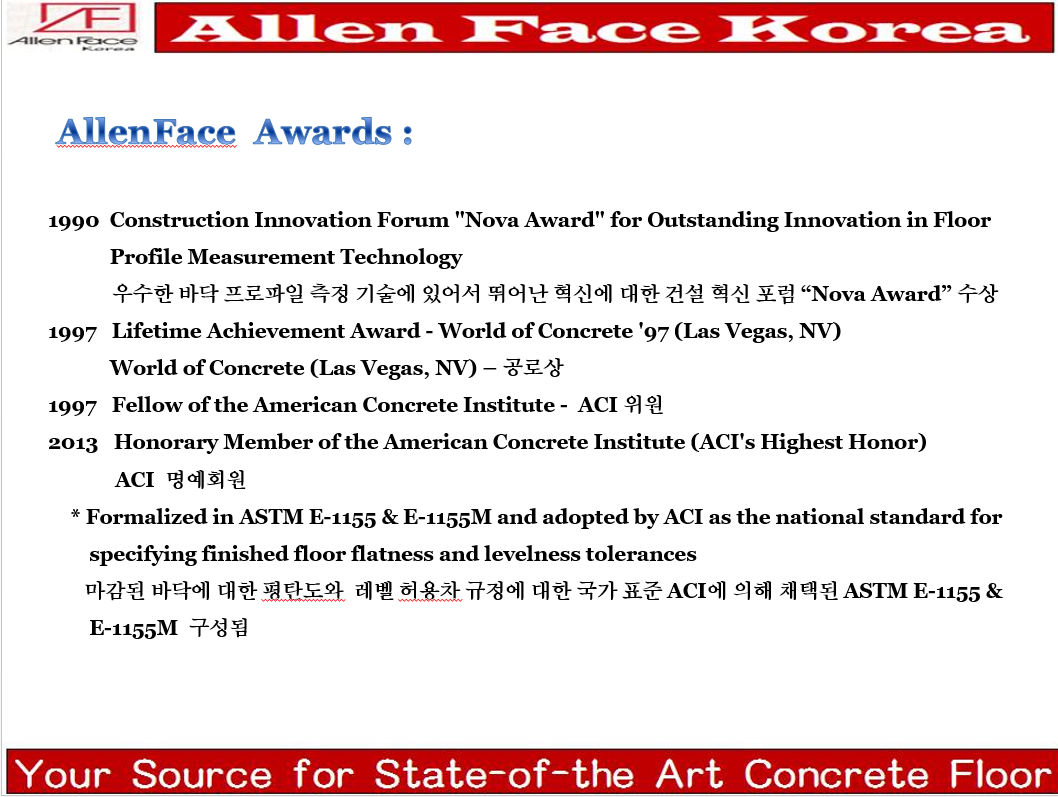 Allen Face
Korea
Allen Face Korea
AllenFace Awards :
1990 Construction Innovation Forum "Nova Award" for Outstanding Innovation in Floor
Profile Measurement Technology
우수한 바닥 프로파일 측정 기술에 있어서 뛰어난 혁신에 대한 건설 혁신 포럼 “Nova Award” 수상
1997 Lifetime Achievement Award - World of Concrete '97 (Las Vegas, NV)
World of Concrete (Las Vegas, NV) – 공로상
1997 Fellow of the American Concrete Institute - ACI 위원
2013 Honorary Member of the American Concrete Institute (ACI's Highest Honor)
ACI 명예회원
* Formalized in ASTM E-1155 & E-1155M and adopted by ACI as the national standard for
specifying finished floor flatness and levelness tolerances
마감된 바닥에 대한 평탄도와 레벨 허용차 규정에 대한 국가 표준 ACI에 의해 채택된 ASTM E-1155 &
E-1155M 구성됨
Your Source for State-of-the Art Concrete Floor